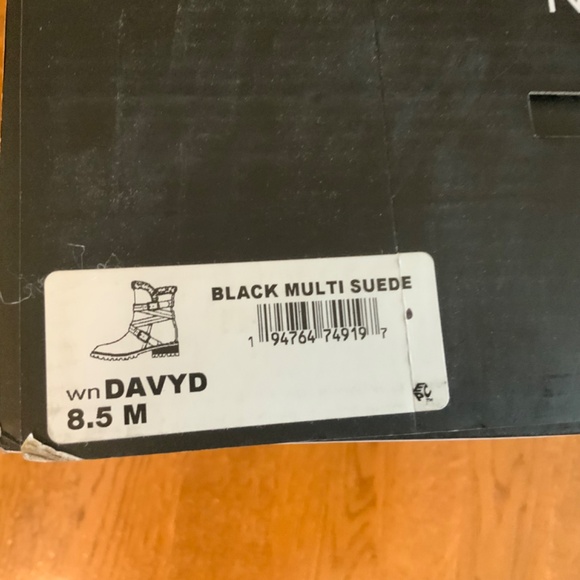 BLACK MULTI SUEDE
1 94764 74919 7
wn DAVYD
8.5 M